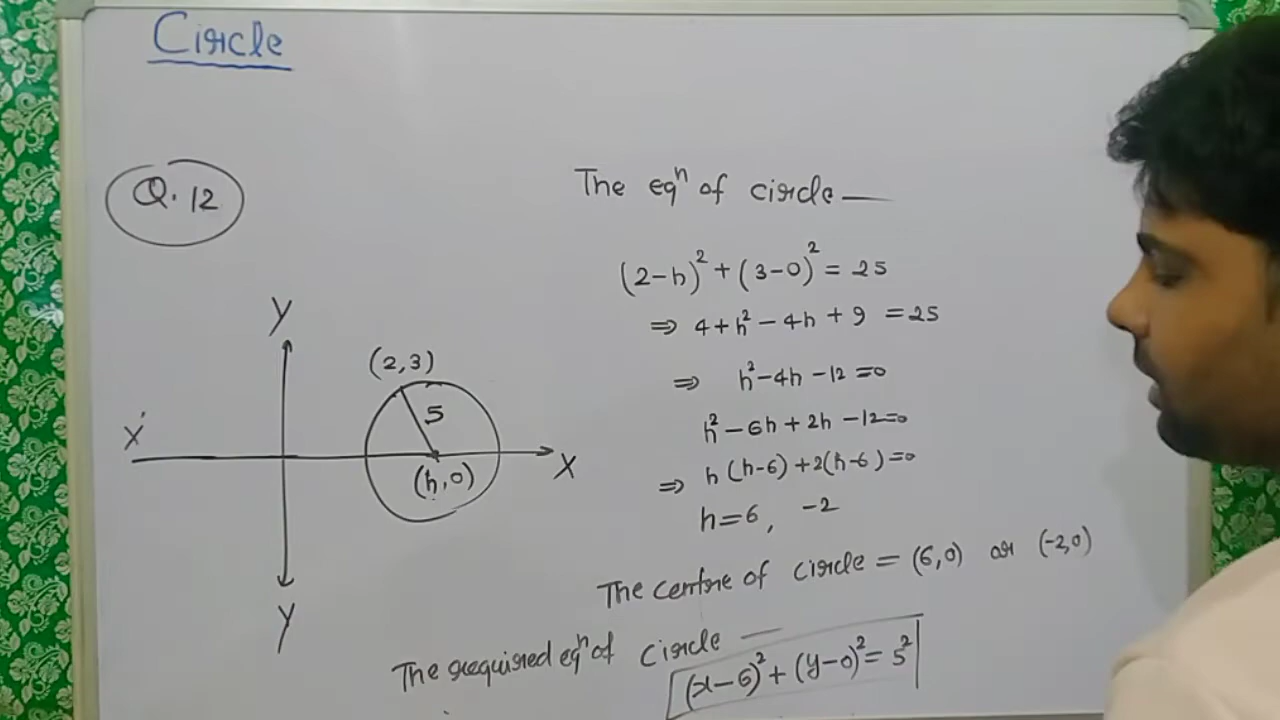 Circle
Q. 12
The eqⁿ of circle —
(2-h)² + (3-0)² = 25
⇒ 4+h² - 4h + 9 = 25
⇒ h²-4h -12 =0
h² - 6h + 2h -12=0
⇒ h (h-6) +2(h-6)=0
h=6, -2
The centre of circle = (6,0) or (-2,0)
The required eqⁿ of circle —
(x-6)² + (y-0)² = 5²
Y
(2,3)
5
X'
(h,0)
X
Y